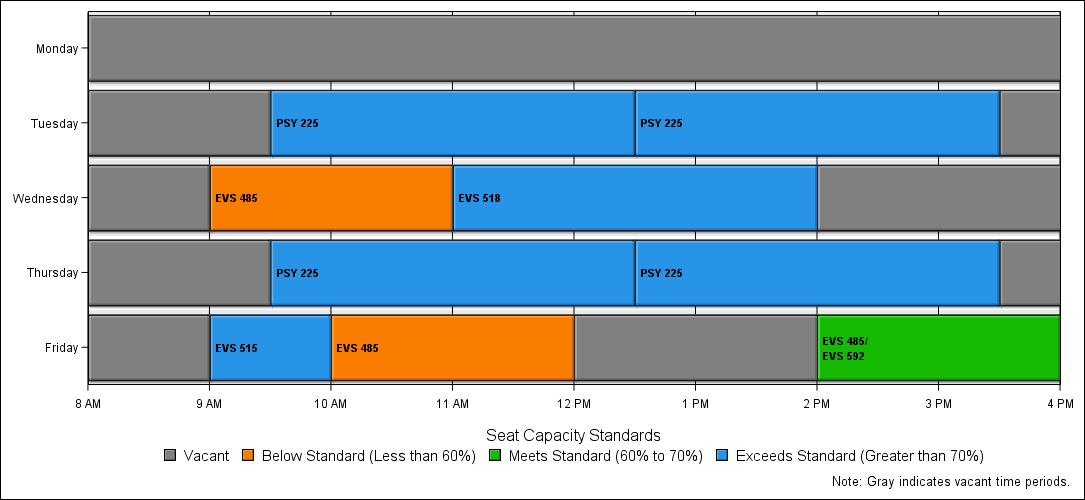 Monday
Tuesday
PSY 225
PSY 225
Wednesday
EVS 485
EVS 518
Thursday
PSY 225
PSY 225
Friday
EVS 515
EVS 485
EVS 485/
EVS 592
8 AM 9 AM 10 AM 11 AM 12 PM 1 PM 2 PM 3 PM 4 PM
Seat Capacity Standards
Vacant Below Standard (Less than 60%) Meets Standard (60% to 70%) Exceeds Standard (Greater than 70%)
Note: Gray indicates vacant time periods.